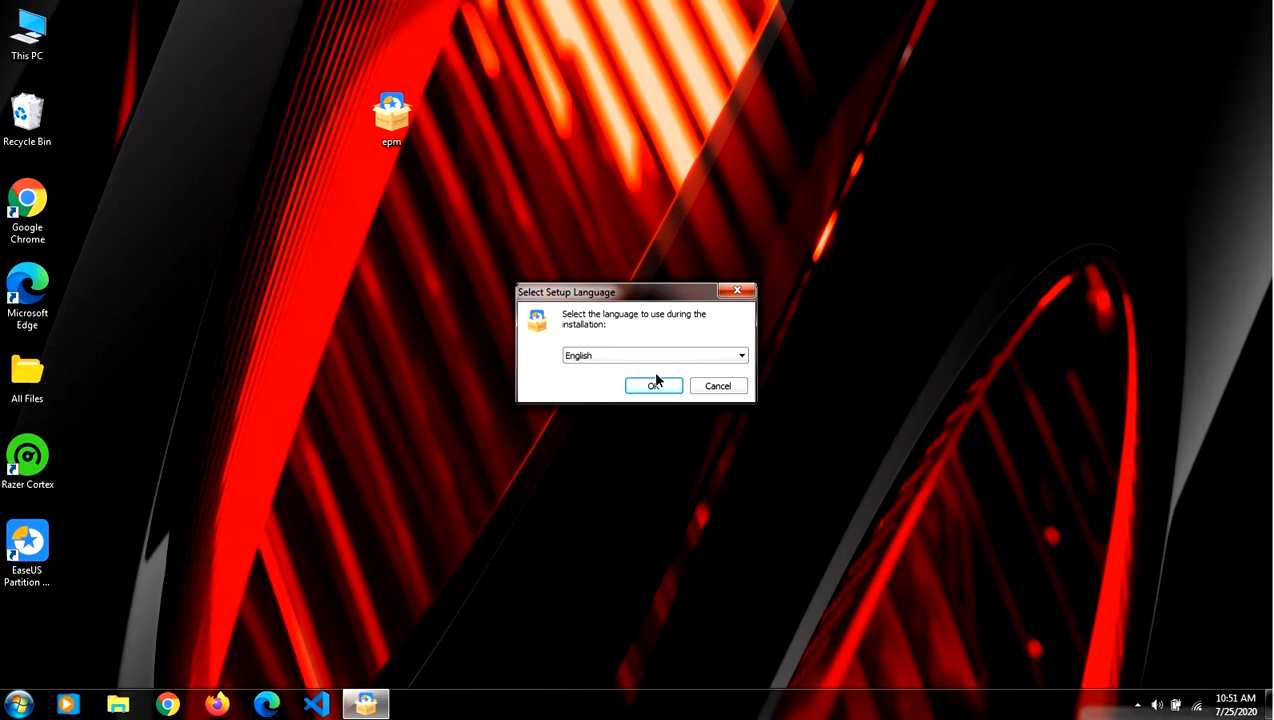 This PC
Recycle Bin
Google
Chrome
Microsoft
Edge
All Files
Razer Cortex
EaseUS
Partition ...
epm
Select Setup Language
Select the language to use during the
installation:
English
OK
Cancel
10:51 AM
7/25/2020